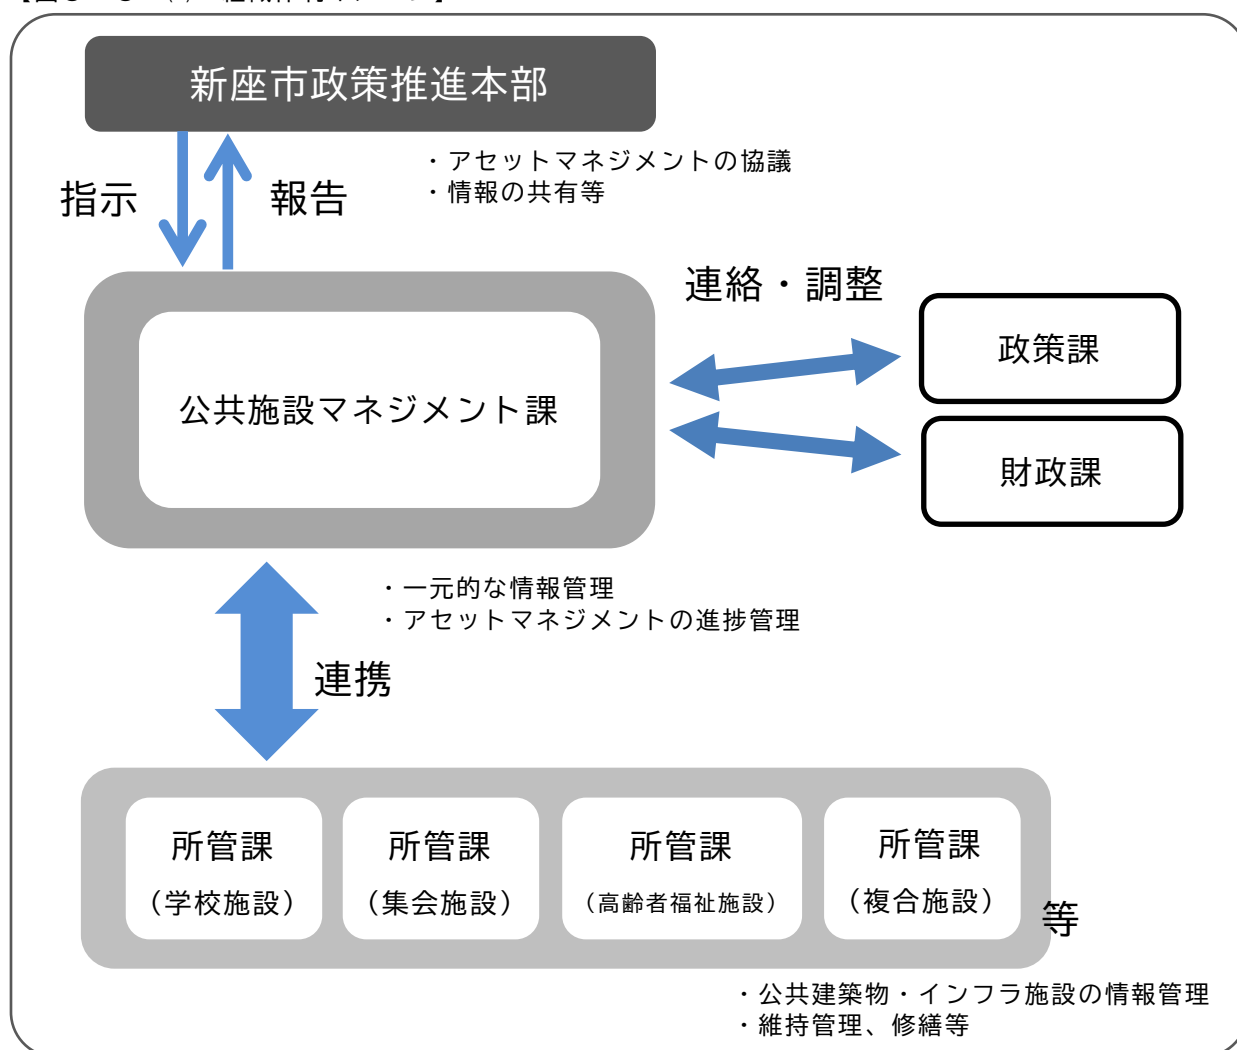 新座市政策推進本部
・アセットマネジメントの協議
・情報の共有等
指示
報告
連絡・調整
政策課
公共施設マネジメント課
財政課
・一元的な情報管理
・アセットマネジメントの進捗管理
連携
所管課
（学校施設）
所管課
（集会施設）
所管課
（高齢者福祉施設）
所管課
（複合施設）
等
・公共建築物・インフラ施設の情報管理
・維持管理、修繕等